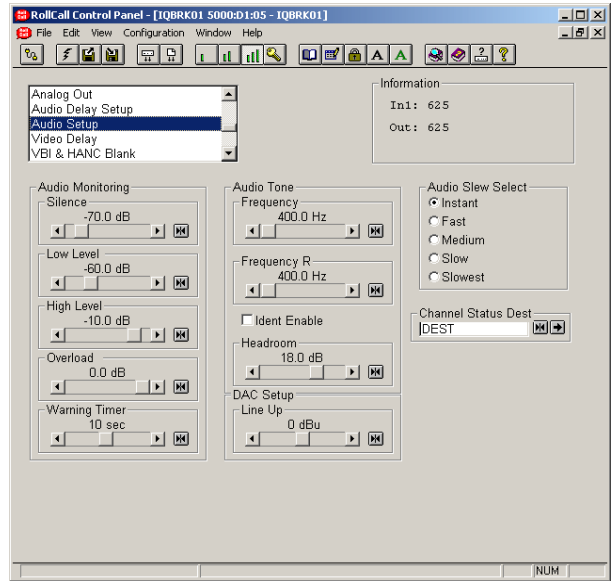 RollCall Control Panel - [IQBRK01 5000:D1:05 - IQBRK01]
File Edit View Configuration Window Help
A A
Analog Out
Audio Delay Setup
Audio Setup
Video Delay
VBI & HANC Blank
Information
In1: 625
Out: 625
Audio Monitoring
Silence
-70.0 dB
Low Level
-60.0 dB
High Level
-10.0 dB
Overload
0.0 dB
Warning Timer
10 sec
Audio Tone
Frequency
400.0 Hz
Frequency R
400.0 Hz
Ident Enable
Headroom
18.0 dB
DAC Setup
Line Up
0 dBu
Audio Slew Select
Instant
Fast
Medium
Slow
Slowest
Channel Status Dest
DEST
NUM